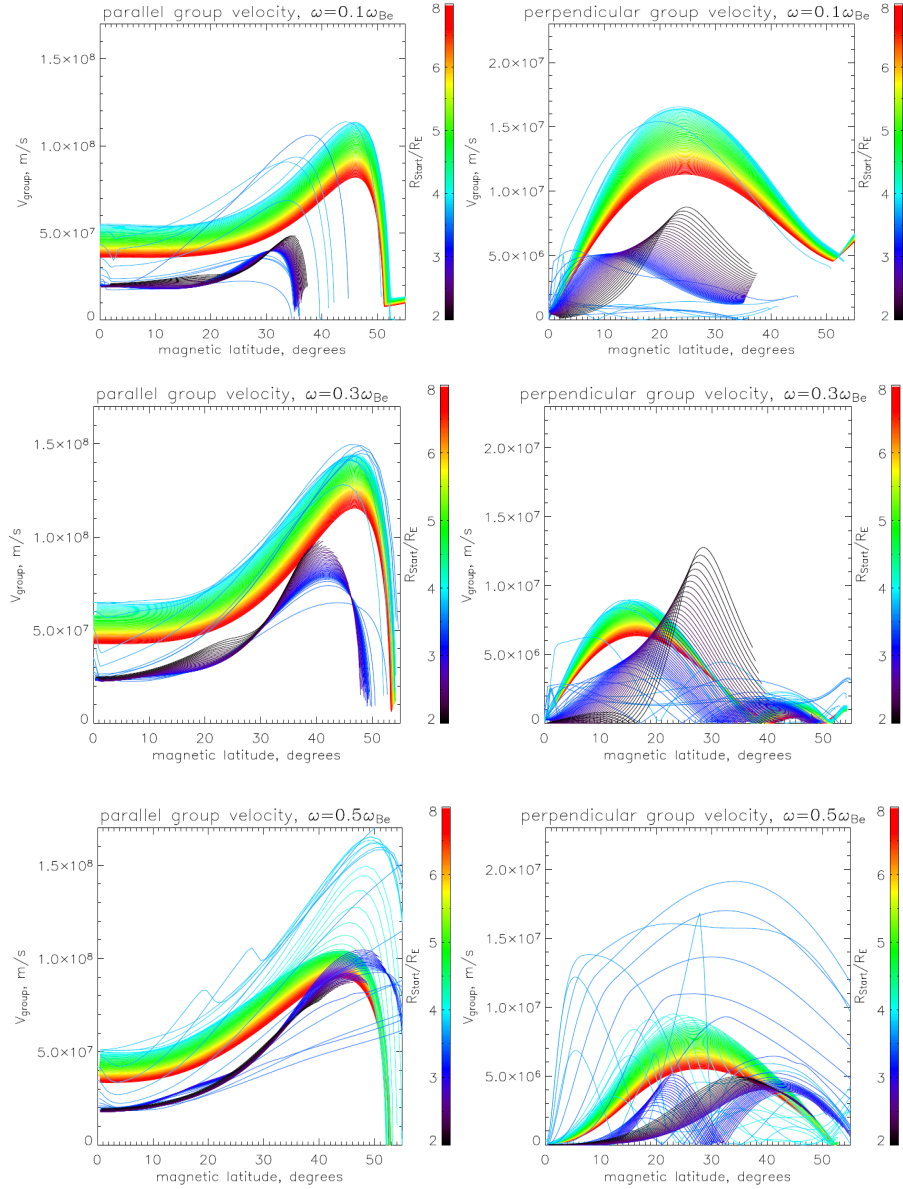 parallel group velocity, ω=0.1ωBe
perpendicular group velocity, ω=0.1ωBe
Vgroup, m/s
1.5×10⁸
1.0×10⁸
5.0×10⁷
0
0 10 20 30 40 50
magnetic latitude, degrees
8
6
5
4
3
2
RStart/RE
Vgroup, m/s
2.0×10⁷
1.5×10⁷
1.0×10⁷
5.0×10⁶
0
0 10 20 30 40 50
magnetic latitude, degrees
8
6
5
4
3
2
RStart/RE
parallel group velocity, ω=0.3ωBe
perpendicular group velocity, ω=0.3ωBe
Vgroup, m/s
1.5×10⁸
1.0×10⁸
5.0×10⁷
0
0 10 20 30 40 50
magnetic latitude, degrees
8
6
5
4
3
2
RStart/RE
Vgroup, m/s
2.0×10⁷
1.5×10⁷
1.0×10⁷
5.0×10⁶
0
0 10 20 30 40 50
magnetic latitude, degrees
8
6
5
4
3
2
RStart/RE
parallel group velocity, ω=0.5ωBe
perpendicular group velocity, ω=0.5ωBe
Vgroup, m/s
1.5×10⁸
1.0×10⁸
5.0×10⁷
0
0 10 20 30 40 50
magnetic latitude, degrees
8
6
5
4
3
2
RStart/RE
Vgroup, m/s
2.0×10⁷
1.5×10⁷
1.0×10⁷
5.0×10⁶
0
0 10 20 30 40 50
magnetic latitude, degrees
8
6
5
4
3
2
RStart/RE